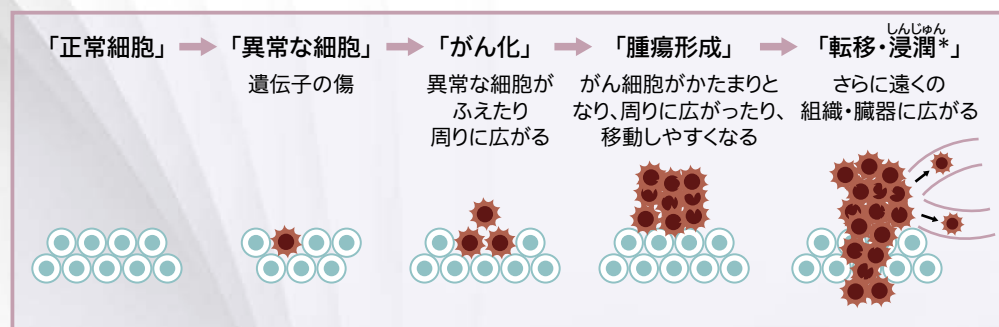 「正常細胞」→「異常な細胞」→「がん化」→「腫瘍形成」→「転移・浸潤*」
しんじゅん
遺伝子の傷
異常な細胞が
ふえたり
周りに広がる
がん細胞がかたまりと
なり、周りに広がったり、
移動しやすくなる
さらに遠くの
組織・臓器に広がる